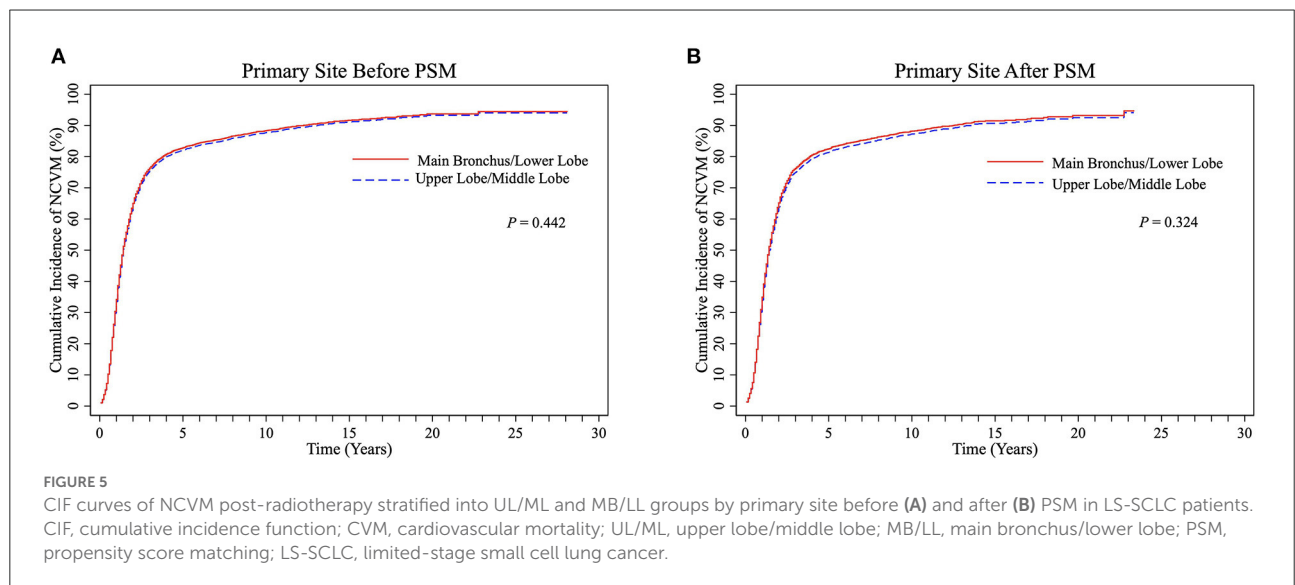 A
Primary Site Before PSM
Cumulative Incidence of NCVM (%)
100
90
80
70
60
50
40
30
20
10
0
Main Bronchus/Lower Lobe
Upper Lobe/Middle Lobe
P = 0.442
0 5 10 15 20 25 30
Time (Years)
B
Primary Site After PSM
Cumulative Incidence of NCVM (%)
100
90
80
70
60
50
40
30
20
10
0
Main Bronchus/Lower Lobe
Upper Lobe/Middle Lobe
P = 0.324
0 5 10 15 20 25 30
Time (Years)
FIGURE 5
CIF curves of NCVM post-radiotherapy stratified into UL/ML and MB/LL groups by primary site before (A) and after (B) PSM in LS-SCLC patients.
CIF, cumulative incidence function; CVM, cardiovascular mortality; UL/ML, upper lobe/middle lobe; MB/LL, main bronchus/lower lobe; PSM,
propensity score matching; LS-SCLC, limited-stage small cell lung cancer.